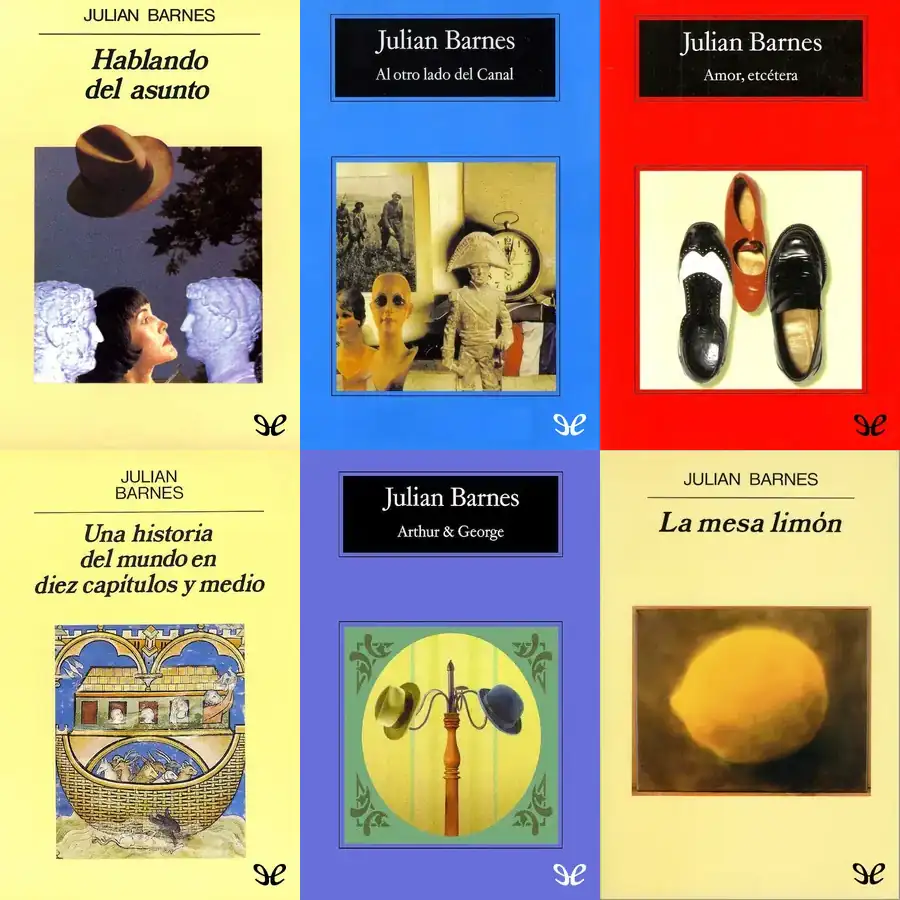 JULIAN BARNES
Hablando
del asunto
Julian Barnes
Al otro lado del Canal
Julian Barnes
Amor, etcétera
JULIAN
BARNES
Una historia
del mundo en
diez capítulos y medio
Julian Barnes
Arthur & George
JULIAN BARNES
La mesa limón